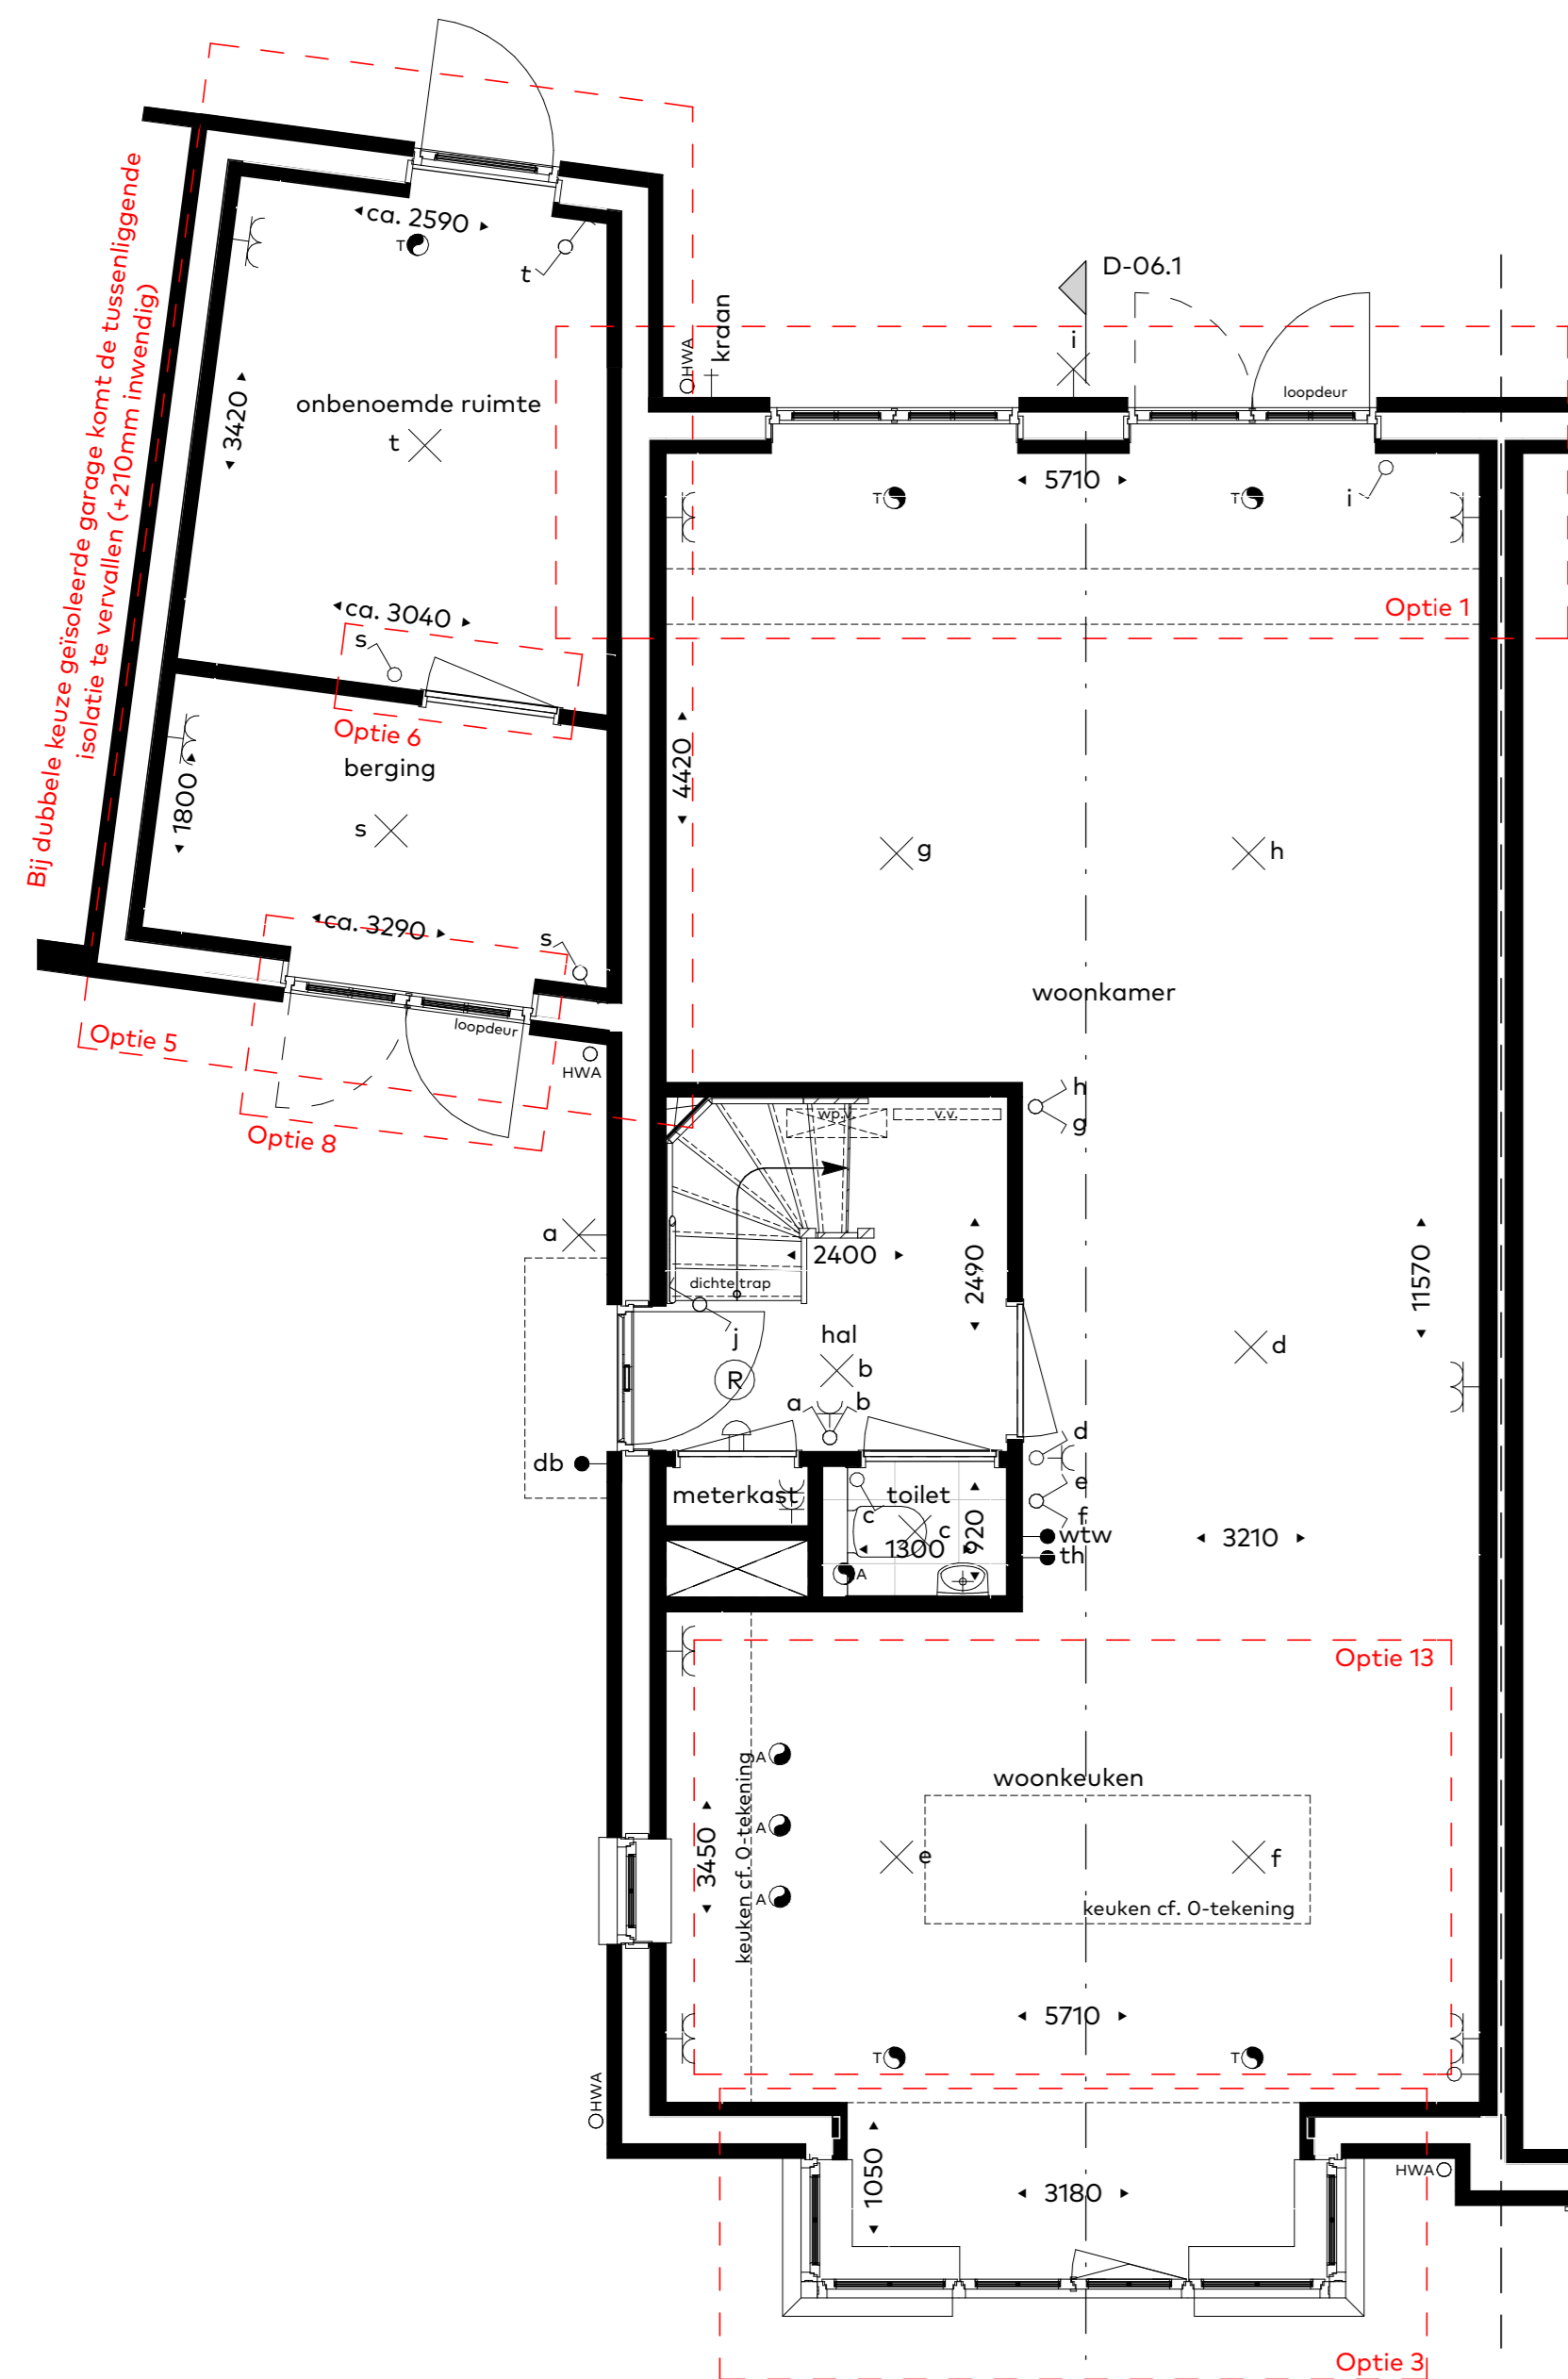 ca. 2590
T
t
D-06.1
kraan
HWA
i
loopdeur
onbenoemde ruimte
t
3420
Bij dubbele keuze geïsoleerde garage komt de tussenliggende
isolatie te vervallen (+210mm inwendig)
5710
T
T
i
Optie 1
ca. 3040
s
Optie 6
berging
1800
s
4420
g
h
ca. 3290
s
loopdeur
Optie 5
HWA
Optie 8
woonkamer
h
g
wp.v.
v.v.
a
2400
2490
11570
dichte trap
j
hal
b
R
a
b
d
db
d
e
f
meterkast
toilet
c
c
920
1300
A
wtw
th
3210
Optie 13
woonkeuken
A
A
A
keuken cf. 0-tekening
3450
e
f
keuken cf. 0-tekening
5710
T
T
HWA
1050
3180
HWA
Optie 3